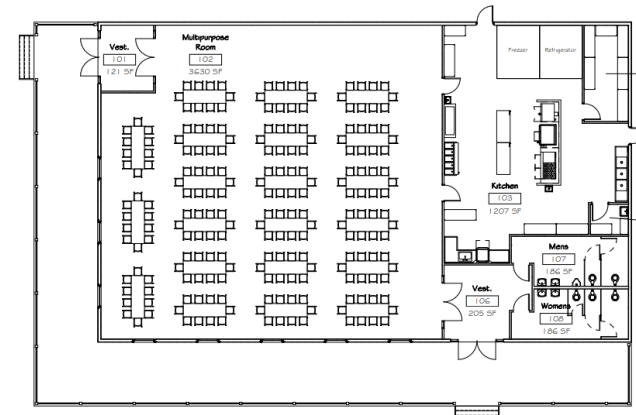 Vest.
101
121 SF
Multipurpose
Room
102
3630 SF
Freezer
Refrigerator
Kitchen
103
1207 SF
Mens
107
186 SF
Vest.
106
205 SF
Womens
108
186 SF